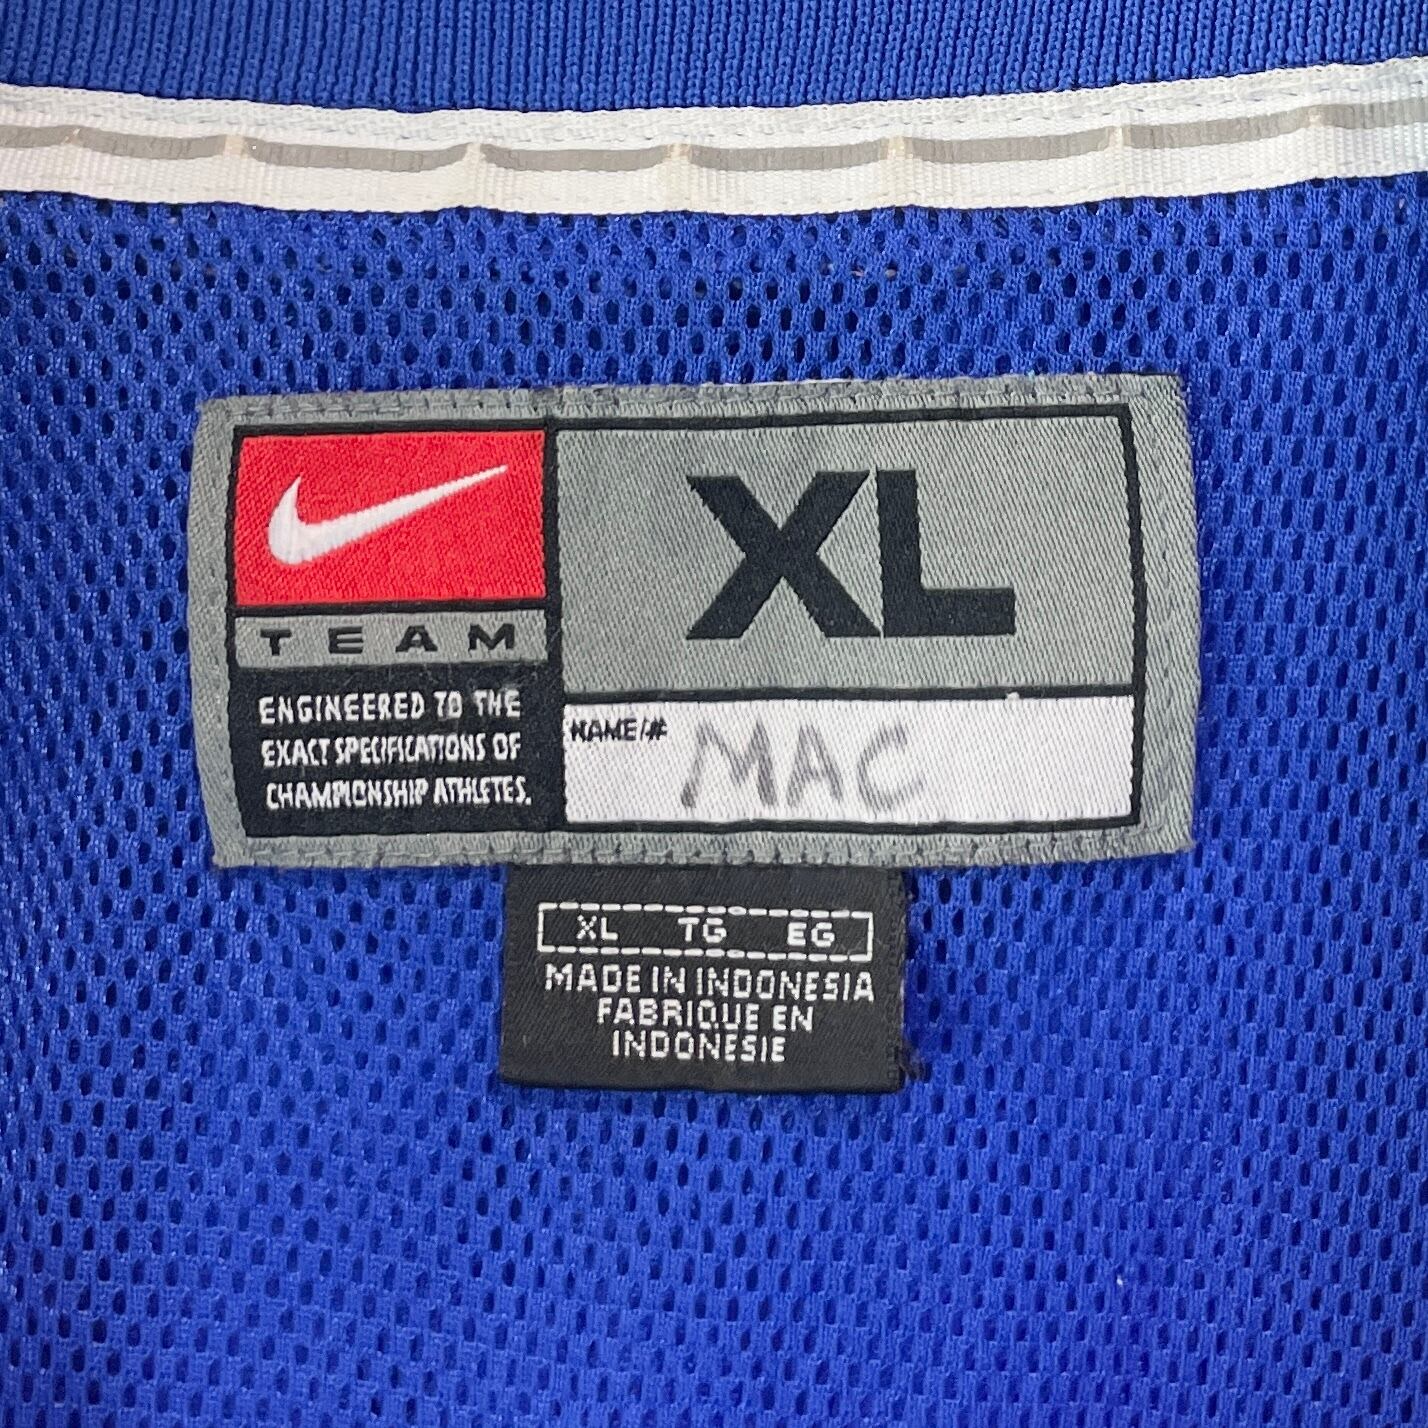 XL
TEAM
ENGINEERED TO THE
EXACT SPECIFICATIONS OF
CHAMPIONSHIP ATHLETES.
NAME/# MAC
XL TG EG
MADE IN INDONESIA
FABRIQUE EN
INDONESIE